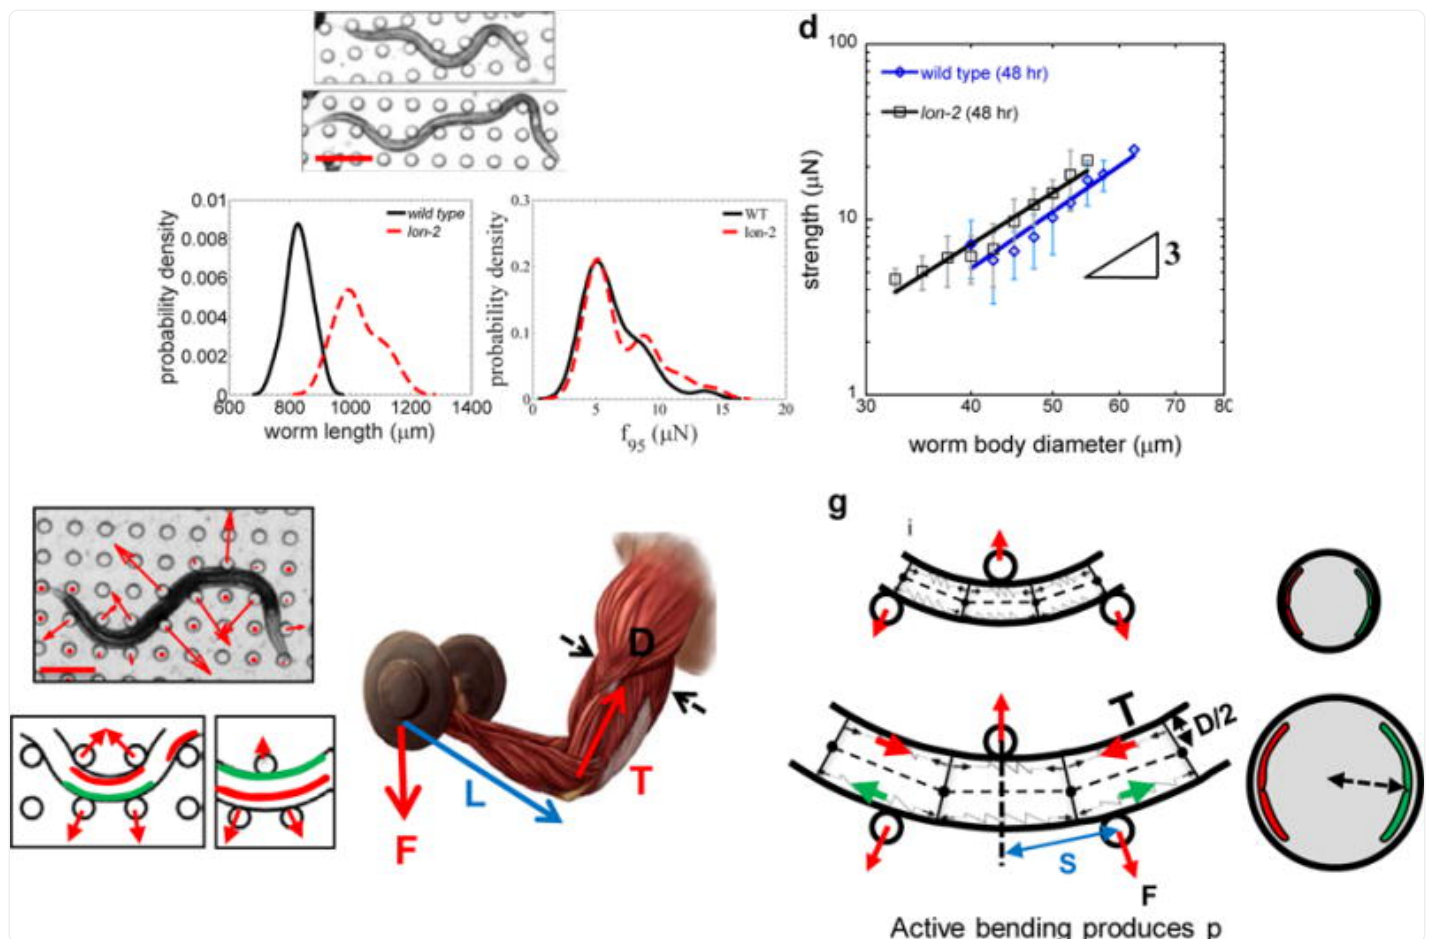 d
100
10
1
30
40
50
60
70
80
strength (µN)
worm body diameter (µm)
wild type (48 hr)
lon-2 (48 hr)
3
0.01
0.008
0.006
0.004
0.002
0
600
800
1000
1200
1400
probability density
worm length (µm)
wild type
lon-2
0.3
0.2
0.1
0
0
5
10
15
20
probability density
f95 (µN)
WT
lon-2
D
L
T
F
g
i
T
D/2
S
F
Active bending produces p